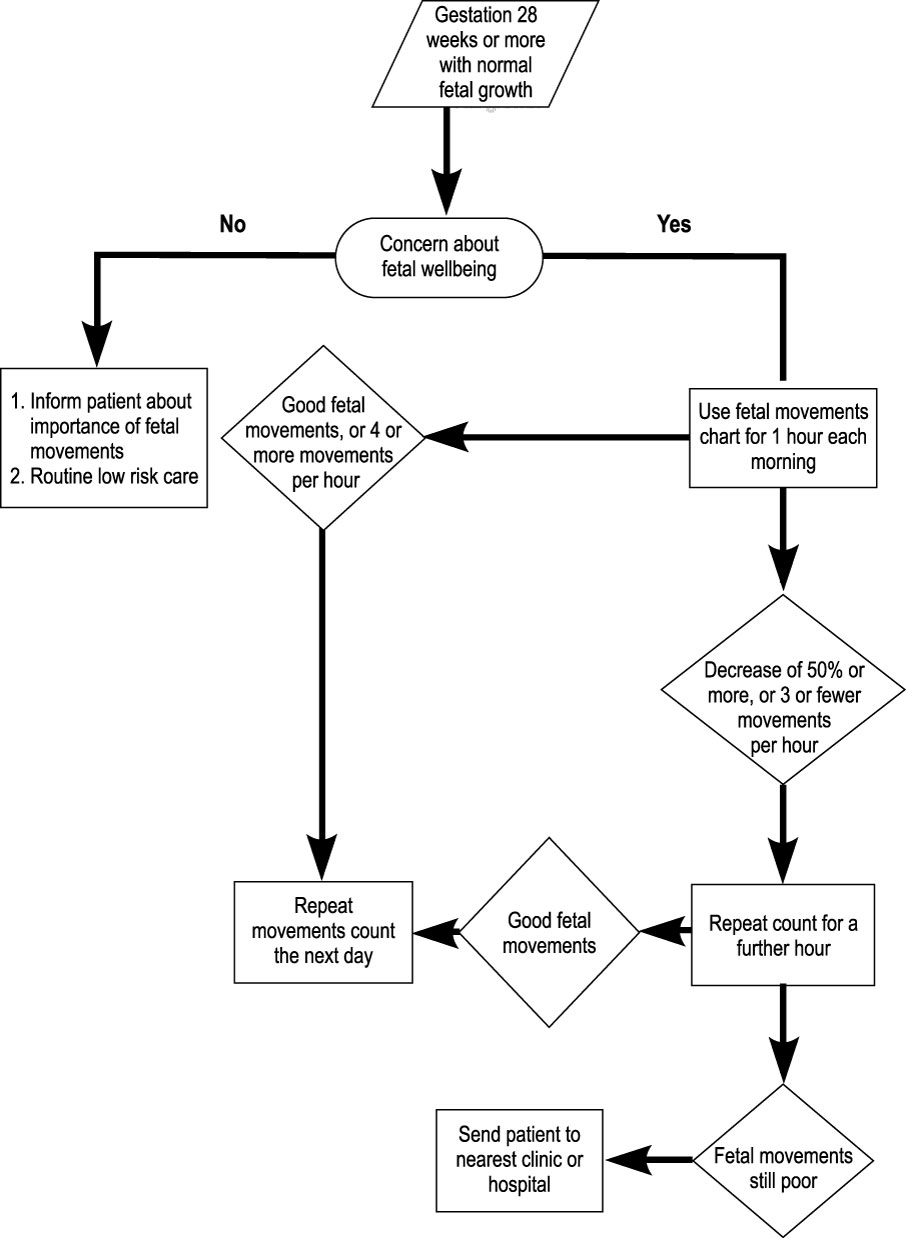 Gestation 28
weeks or more
with normal
fetal growth
No
Yes
Concern about
fetal wellbeing
1. Inform patient about
importance of fetal
movements
2. Routine low risk care
Good fetal
movements, or 4 or
more movements
per hour
Use fetal movements
chart for 1 hour each
morning
Decrease of 50% or
more, or 3 or fewer
movements
per hour
Repeat
movements count
the next day
Good fetal
movements
Repeat count for a
further hour
Send patient to
nearest clinic or
hospital
Fetal movements
still poor